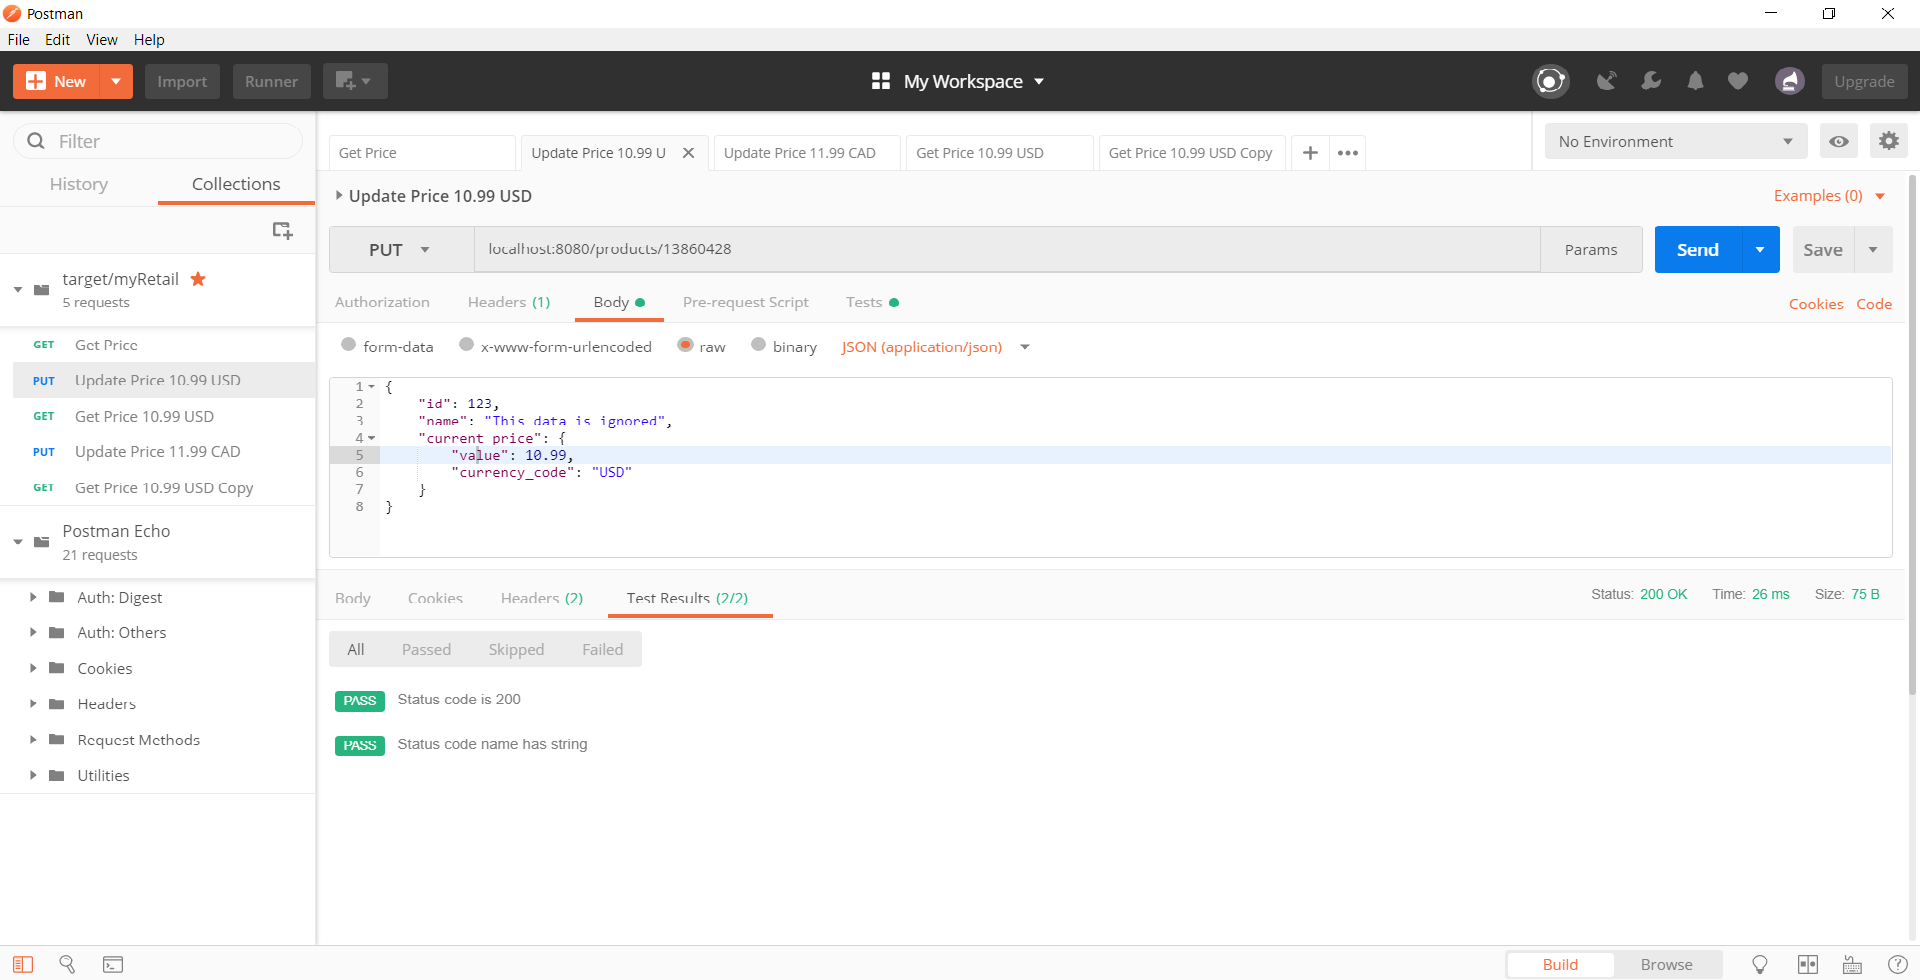 Postman
File Edit View Help
New Import Runner My Workspace Upgrade
Filter
History Collections
target/myRetail
5 requests
GET Get Price
PUT Update Price 10.99 USD
GET Get Price 10.99 USD
PUT Update Price 11.99 CAD
GET Get Price 10.99 USD Copy
Postman Echo
21 requests
Auth: Digest
Auth: Others
Cookies
Headers
Request Methods
Utilities
Get Price Update Price 10.99 U Update Price 11.99 CAD Get Price 10.99 USD Get Price 10.99 USD Copy No Environment
Update Price 10.99 USD Examples (0)
PUT localhost:8080/products/13860428 Params Send Save
Authorization Headers (1) Body Pre-request Script Tests Cookies Code
form-data x-www-form-urlencoded raw binary JSON (application/json)
1 {
2 "id": 123,
3 "name": "This data is ignored",
4 "current_price": {
5 "value": 10.99,
6 "currency_code": "USD"
7 }
8 }
Body Cookies Headers (2) Test Results (2/2) Status: 200 OK Time: 26 ms Size: 75 B
All Passed Skipped Failed
PASS Status code is 200
PASS Status code name has string
Build Browse